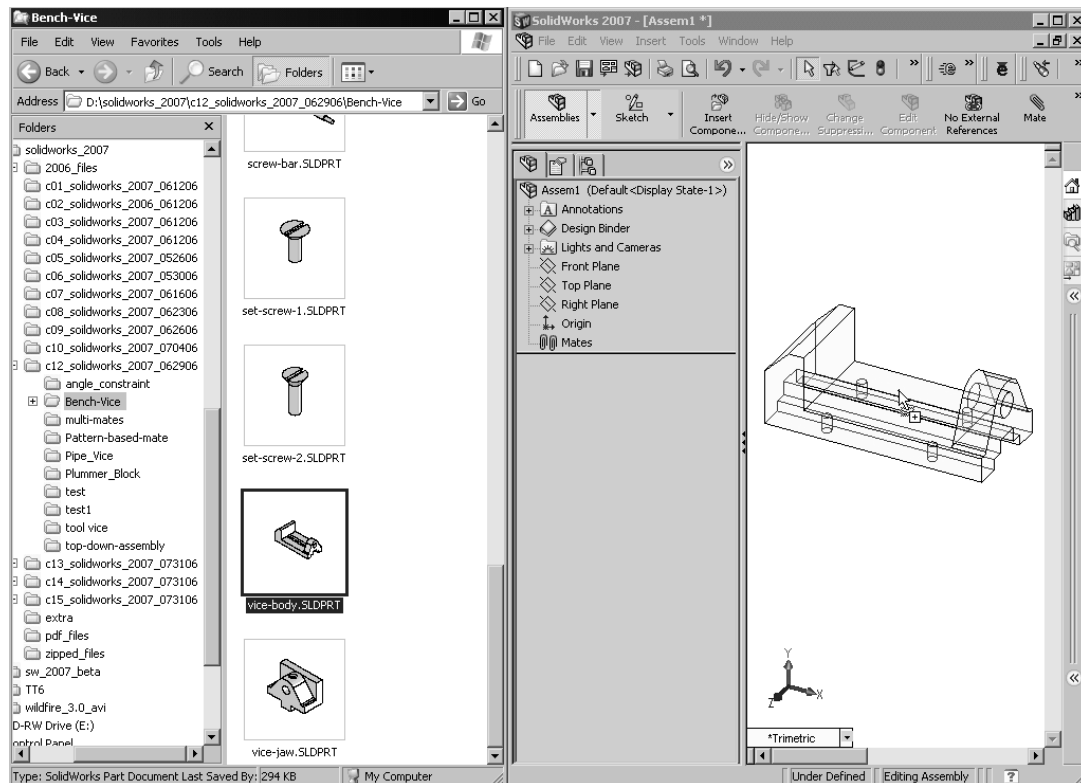 Bench-Vice
File Edit View Favorites Tools Help
Back Search Folders
Address D:\solidworks_2007\c12_solidworks_2007_062906\Bench-Vice Go
Folders
solidworks_2007
2006_files
c01_solidworks_2007_061206
c02_solidworks_2006_061206
c03_solidworks_2007_061206
c04_solidworks_2007_061206
c05_solidworks_2007_052606
c06_solidworks_2007_053006
c07_solidworks_2007_061606
c08_solidworks_2007_062306
c09_solidworks_2007_062606
c10_solidworks_2007_070406
c12_solidworks_2007_062906
angle_constraint
Bench-Vice
multi-mates
Pattern-based-mate
Pipe_Vice
Plummer_Block
test
test1
tool vice
top-down-assembly
c13_solidworks_2007_073106
c14_solidworks_2007_073106
c15_solidworks_2007_073106
extra
pdf_files
zipped_files
sw_2007_beta
TT6
wildfire_3.0_avi
D-RW Drive (E:)
ontrol Panel
screw-bar.SLDPRT
set-screw-1.SLDPRT
set-screw-2.SLDPRT
vice-body.SLDPRT
vice-jaw.SLDPRT
Type: SolidWorks Part Document Last Saved By: 294 KB My Computer
SolidWorks 2007 - [Assem1 *]
File Edit View Insert Tools Window Help
Assemblies Sketch Insert Compone... Hide/Show Compone... Change Suppressi... Edit Component No External References Mate
Assem1 (Default<Display State-1>)
A Annotations
Design Binder
Lights and Cameras
Front Plane
Top Plane
Right Plane
Origin
Mates
Y
Z X
*Trimetric
Under Defined Editing Assembly ?